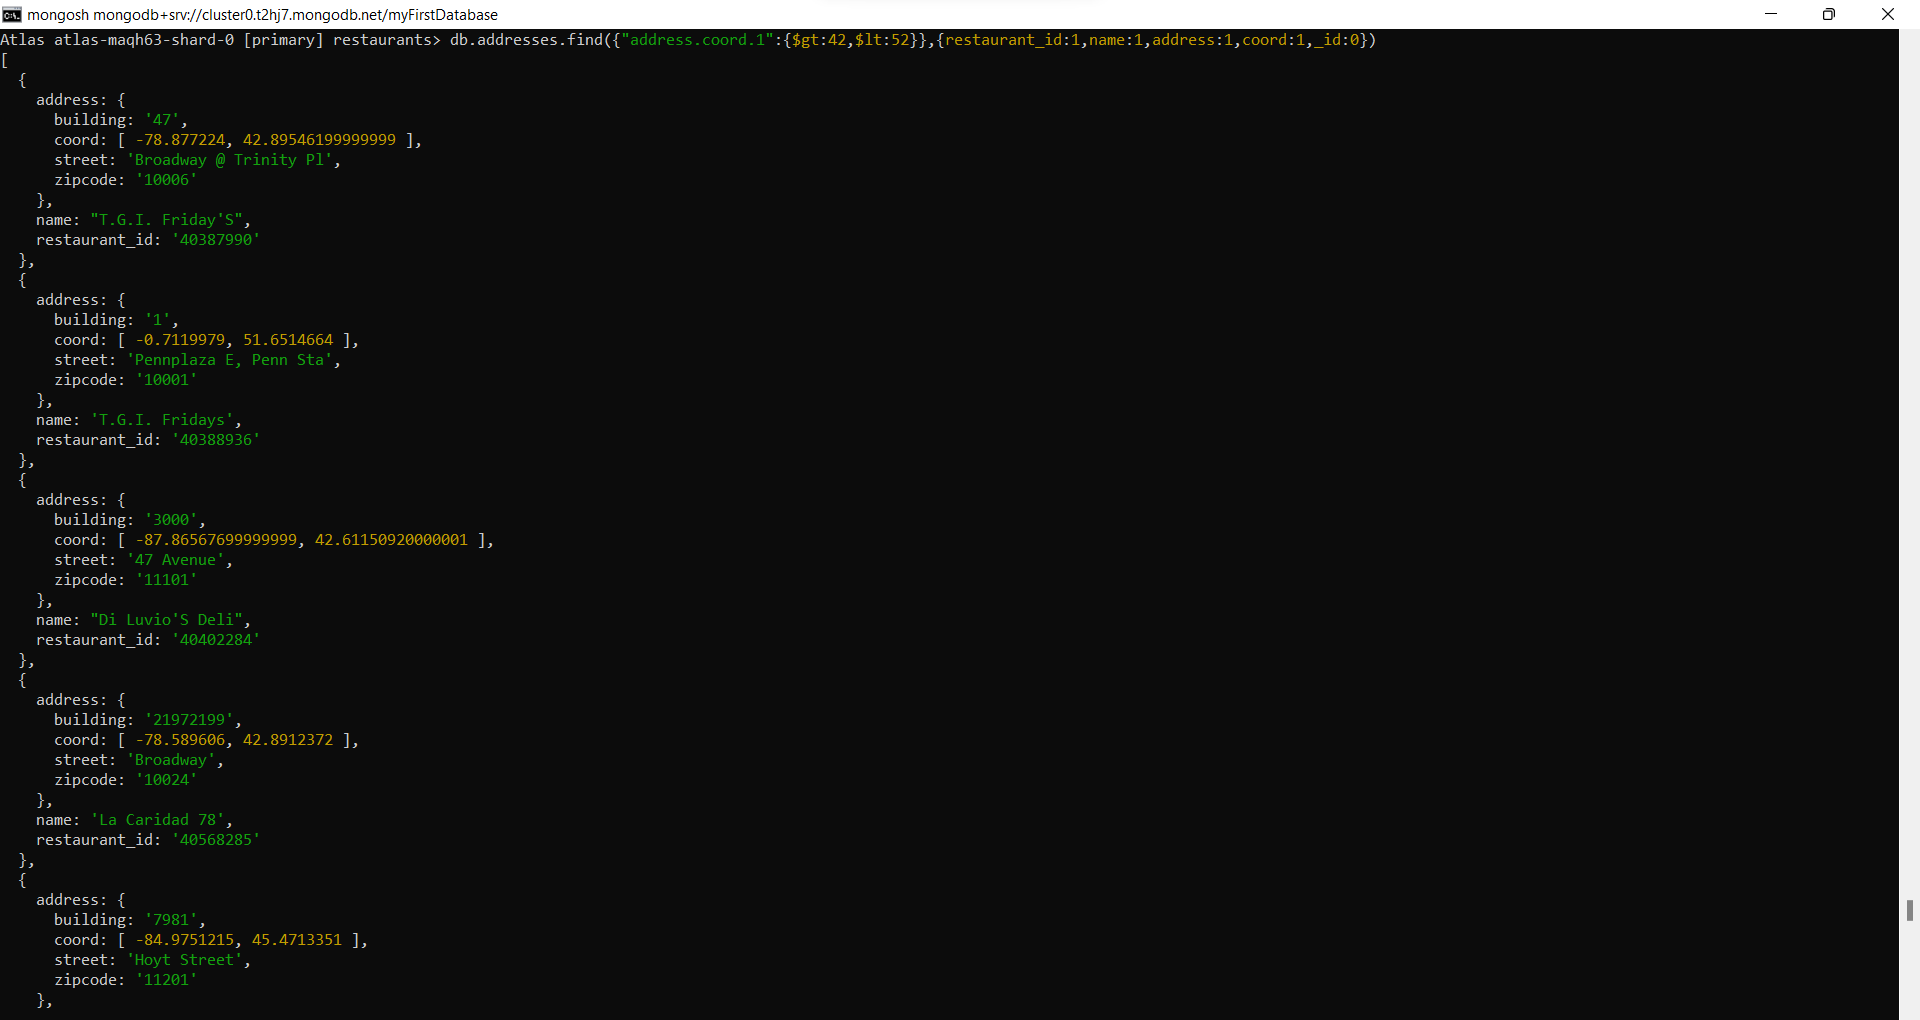 mongosh mongodb+srv://cluster0.t2hj7.mongodb.net/myFirstDatabase
Atlas atlas-maqh63-shard-0 [primary] restaurants> db.addresses.find({"address.coord.1":{$gt:42,$lt:52}},{restaurant_id:1,name:1,address:1,coord:1,_id:0})
[
  {
    address: {
      building: '47',
      coord: [ -78.877224, 42.89546199999999 ],
      street: 'Broadway @ Trinity Pl',
      zipcode: '10006'
    },
    name: "T.G.I. Friday'S",
    restaurant_id: '40387990'
  },
  {
    address: {
      building: '1',
      coord: [ -0.7119979, 51.6514664 ],
      street: 'Pennplaza E, Penn Sta',
      zipcode: '10001'
    },
    name: 'T.G.I. Fridays',
    restaurant_id: '40388936'
  },
  {
    address: {
      building: '3000',
      coord: [ -87.86567699999999, 42.61150920000001 ],
      street: '47 Avenue',
      zipcode: '11101'
    },
    name: "Di Luvio'S Deli",
    restaurant_id: '40402284'
  },
  {
    address: {
      building: '21972199',
      coord: [ -78.589606, 42.8912372 ],
      street: 'Broadway',
      zipcode: '10024'
    },
    name: 'La Caridad 78',
    restaurant_id: '40568285'
  },
  {
    address: {
      building: '7981',
      coord: [ -84.9751215, 45.4713351 ],
      street: 'Hoyt Street',
      zipcode: '11201'
    },